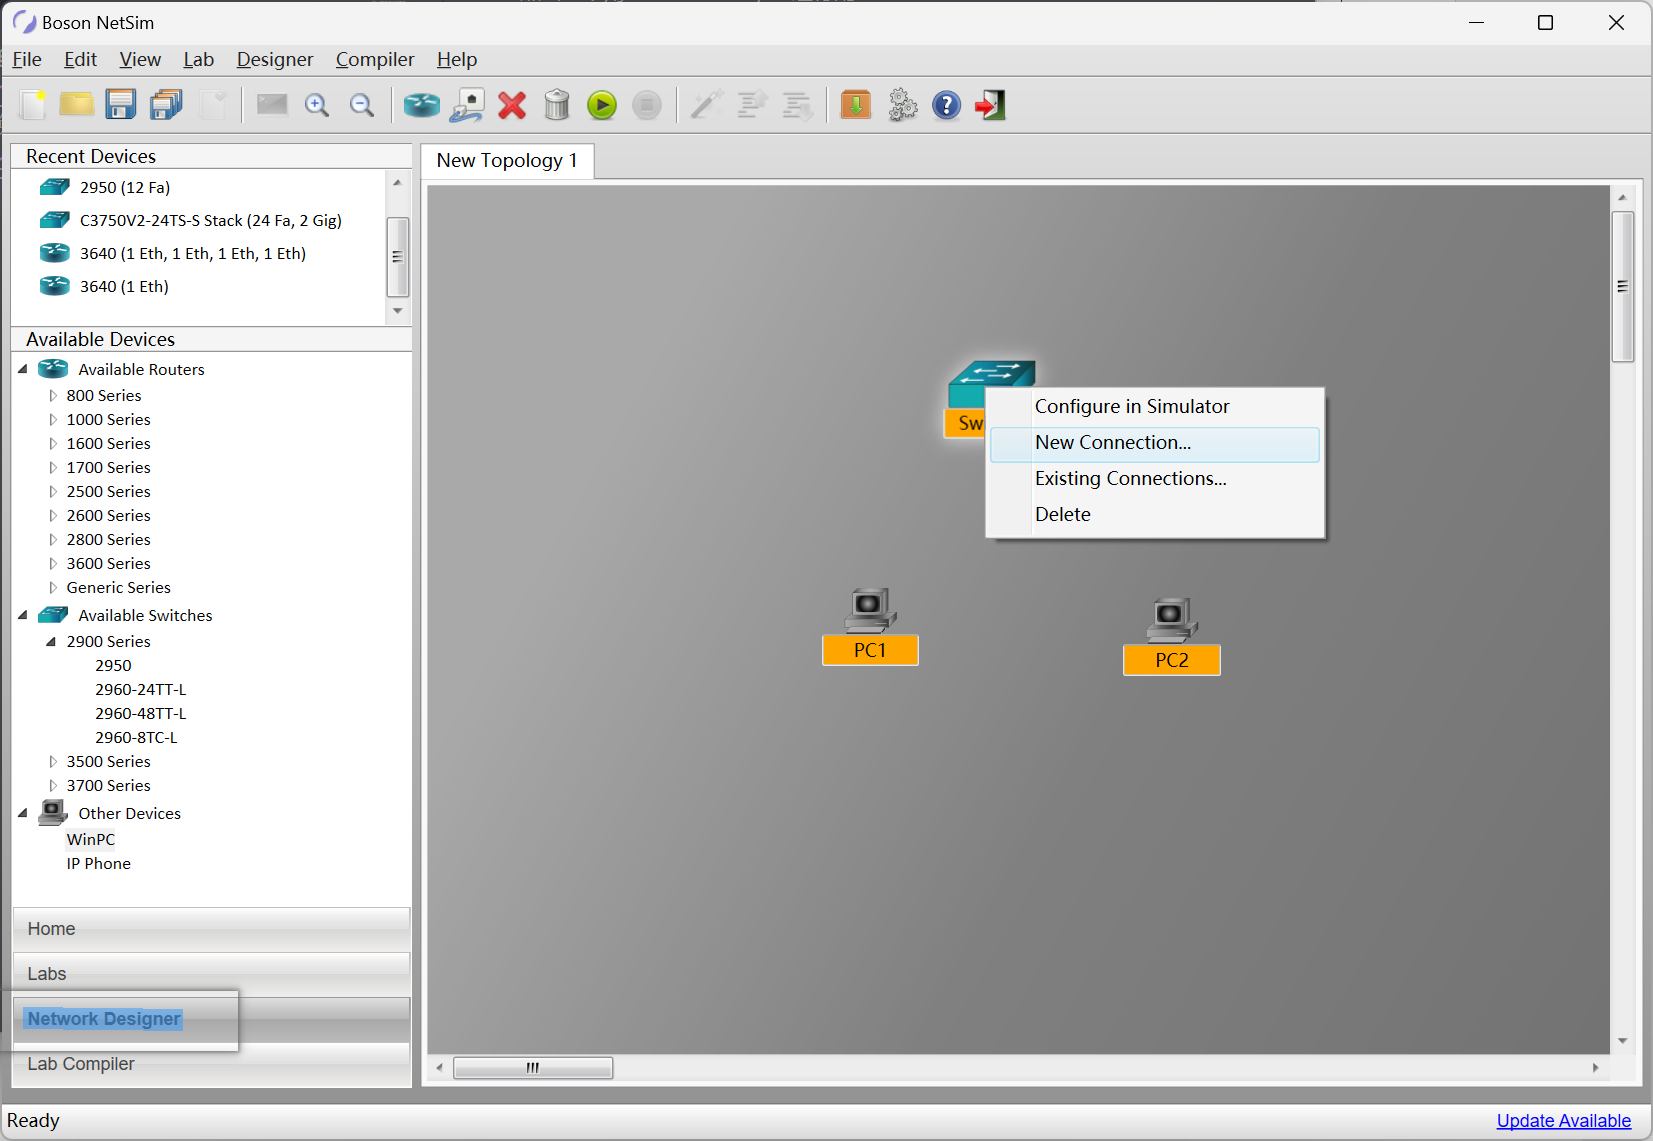 Boson NetSim
File Edit View Lab Designer Compiler Help
Recent Devices
2950 (12 Fa)
C3750V2-24TS-S Stack (24 Fa, 2 Gig)
3640 (1 Eth, 1 Eth, 1 Eth, 1 Eth)
3640 (1 Eth)
Available Devices
Available Routers
800 Series
1000 Series
1600 Series
1700 Series
2500 Series
2600 Series
2800 Series
3600 Series
Generic Series
Available Switches
2900 Series
2950
2960-24TT-L
2960-48TT-L
2960-8TC-L
3500 Series
3700 Series
Other Devices
WinPC
IP Phone
Home
Labs
Network Designer
Lab Compiler
New Topology 1
Sw
Configure in Simulator
New Connection...
Existing Connections...
Delete
PC1
PC2
Ready
Update Available